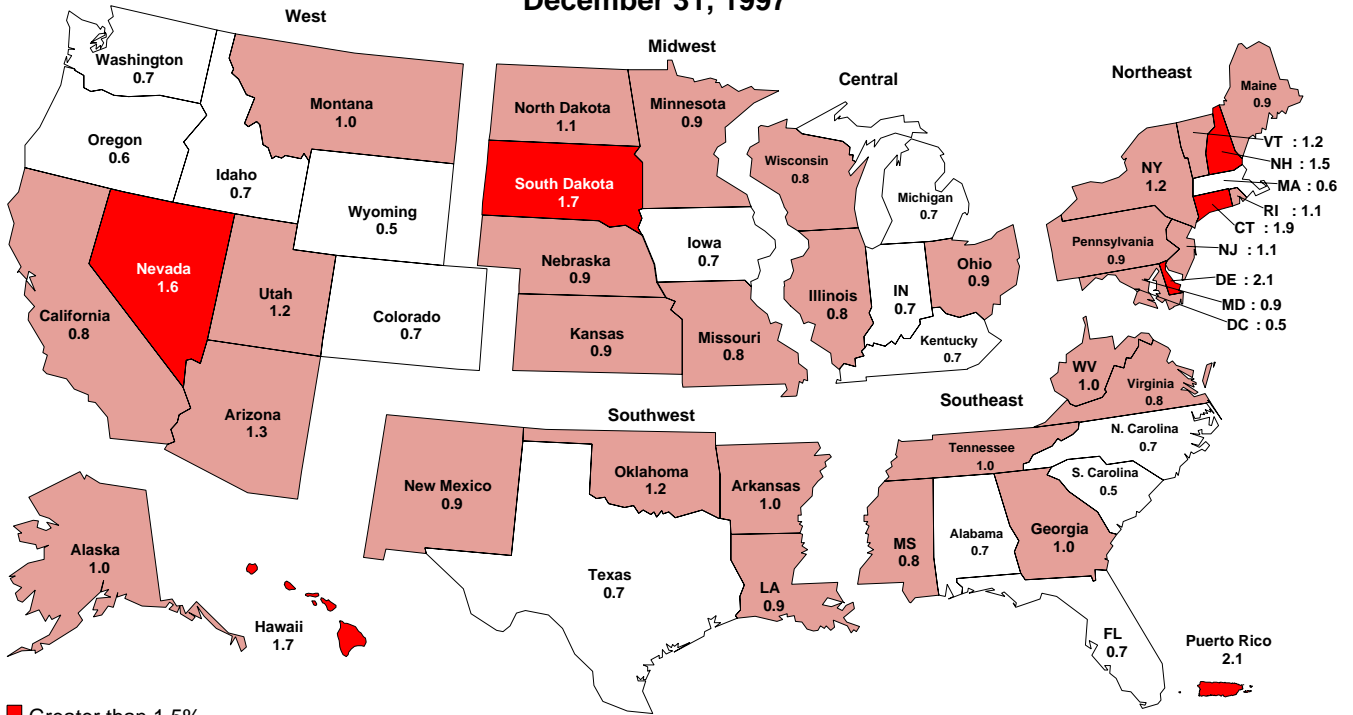 December 31, 1997
West
Washington
0.7
Oregon
0.6
Idaho
0.7
Montana
1.0
Wyoming
0.5
Nevada
1.6
Utah
1.2
Colorado
0.7
California
0.8
Arizona
1.3
Alaska
1.0
Hawaii
1.7
Midwest
North Dakota
1.1
Minnesota
0.9
South Dakota
1.7
Iowa
0.7
Nebraska
0.9
Kansas
0.9
Missouri
0.8
Central
Wisconsin
0.8
Michigan
0.7
Illinois
0.8
IN
0.7
Ohio
0.9
Kentucky
0.7
Northeast
Maine
0.9
VT : 1.2
NH : 1.5
MA : 0.6
RI : 1.1
CT : 1.9
NJ : 1.1
DE : 2.1
MD : 0.9
DC : 0.5
NY
1.2
Pennsylvania
0.9
Southwest
New Mexico
0.9
Oklahoma
1.2
Arkansas
1.0
Texas
0.7
LA
0.9
Southeast
WV
1.0
Virginia
0.8
Tennessee
1.0
N. Carolina
0.7
S. Carolina
0.5
MS
0.8
Alabama
0.7
Georgia
1.0
FL
0.7
Puerto Rico
2.1
Greater than 1.5%